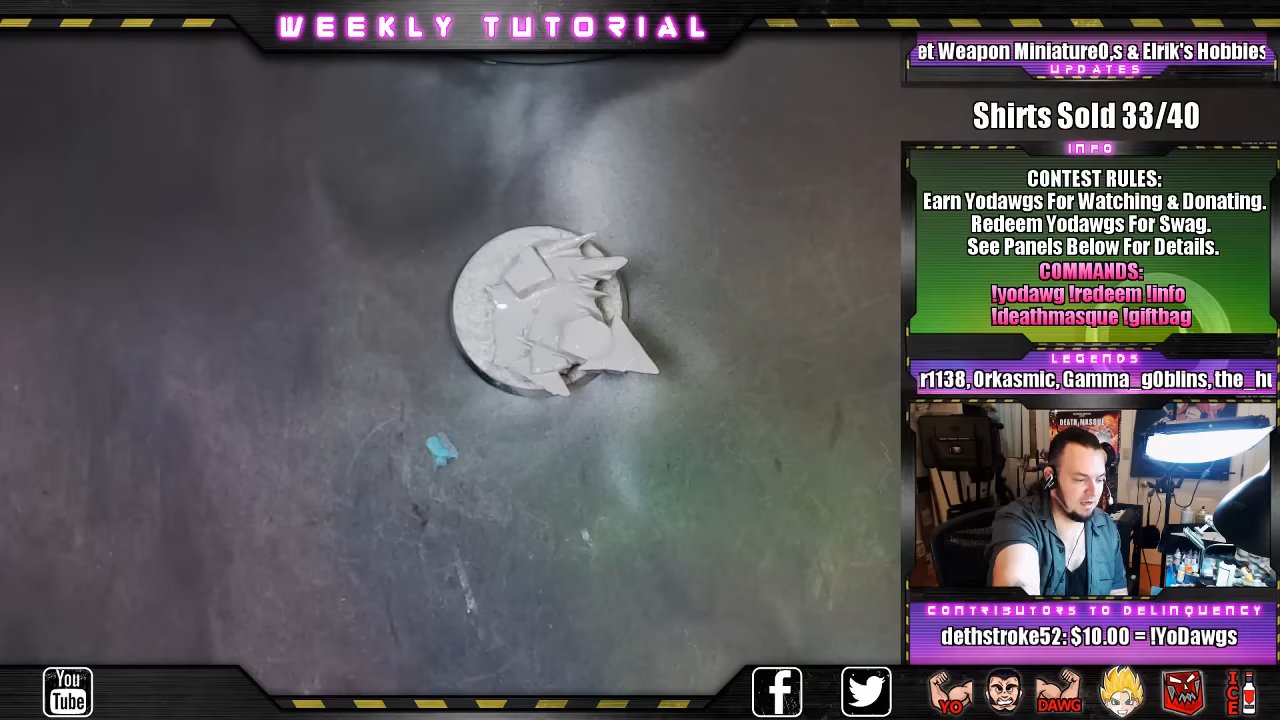 WEEKLY TUTORIAL
et Weapon Miniature0,s & Elrik's Hobbies
UPDATES
Shirts Sold 33/40
INFO
CONTEST RULES:
Earn Yodawgs For Watching & Donating.
Redeem Yodawgs For Swag.
See Panels Below For Details.
COMMANDS:
!yodawg !redeem !info
!deathmasque !giftbag
LEGENDS
r1138, Orkasmic, Gamma_g0blins, the_hu
DEATH MASQUE
CONTRIBUTORS TO DELINQUENCY
dethstroke52: $10.00 = !YoDawgs
You
Tube
YO
DAWG
ICE